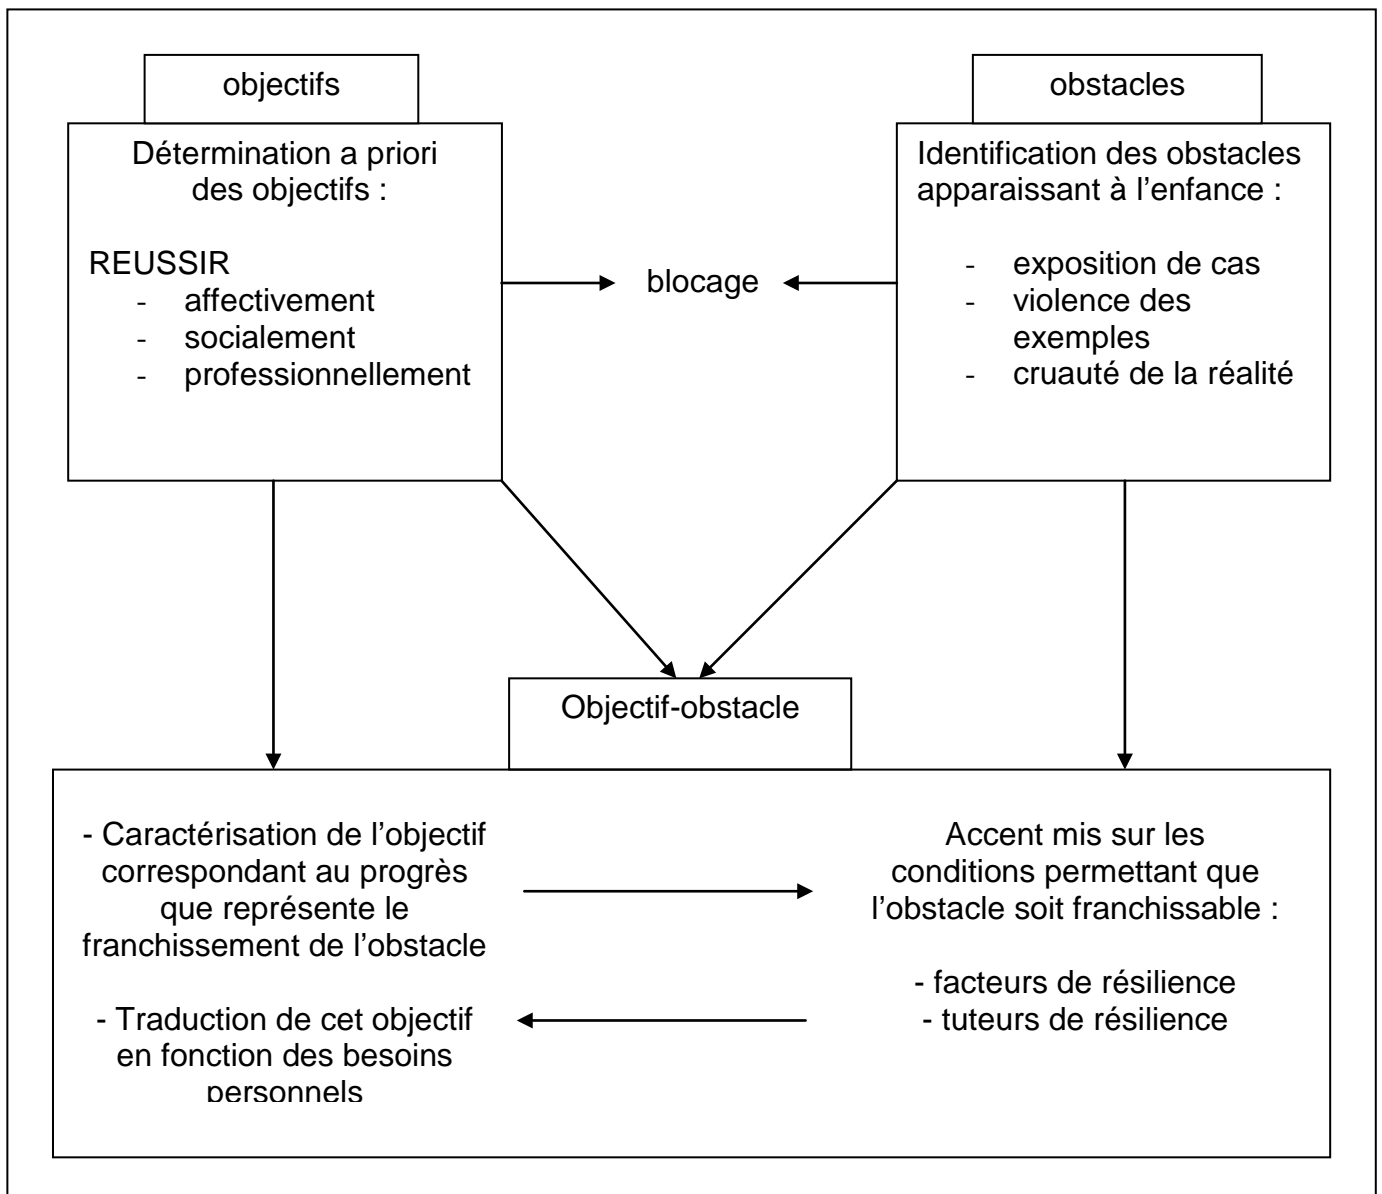 objectifs
Détermination a priori
des objectifs :
REUSSIR
- affectivement
- socialement
- professionnellement
blocage
obstacles
Identification des obstacles
apparaissant à l’enfance :
- exposition de cas
- violence des
exemples
- cruauté de la réalité
Objectif-obstacle
- Caractérisation de l’objectif
correspondant au progrès
que représente le
franchissement de l’obstacle
- Traduction de cet objectif
en fonction des besoins
personnels
Accent mis sur les
conditions permettant que
l’obstacle soit franchissable :
- facteurs de résilience
- tuteurs de résilience